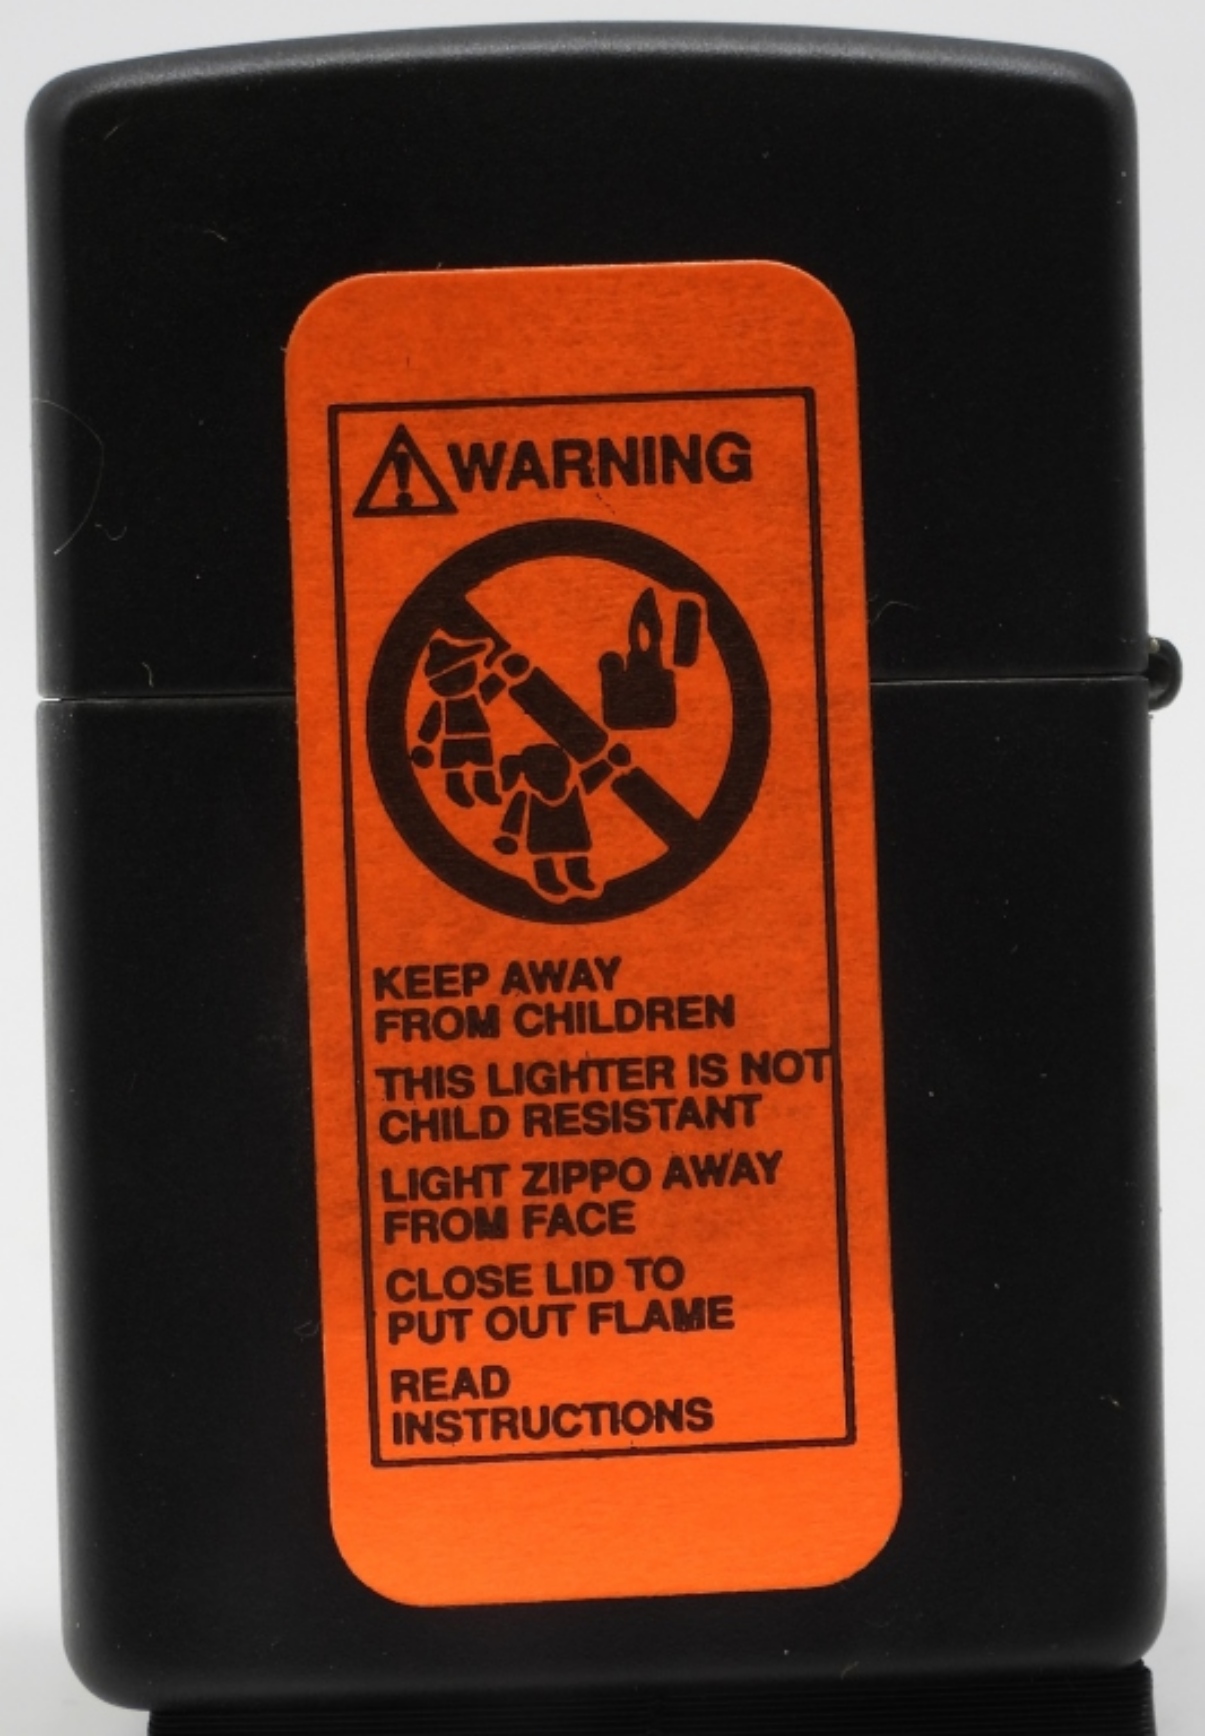 WARNING
KEEP AWAY
FROM CHILDREN
THIS LIGHTER IS NOT
CHILD RESISTANT
LIGHT ZIPPO AWAY
FROM FACE
CLOSE LID TO
PUT OUT FLAME
READ
INSTRUCTIONS